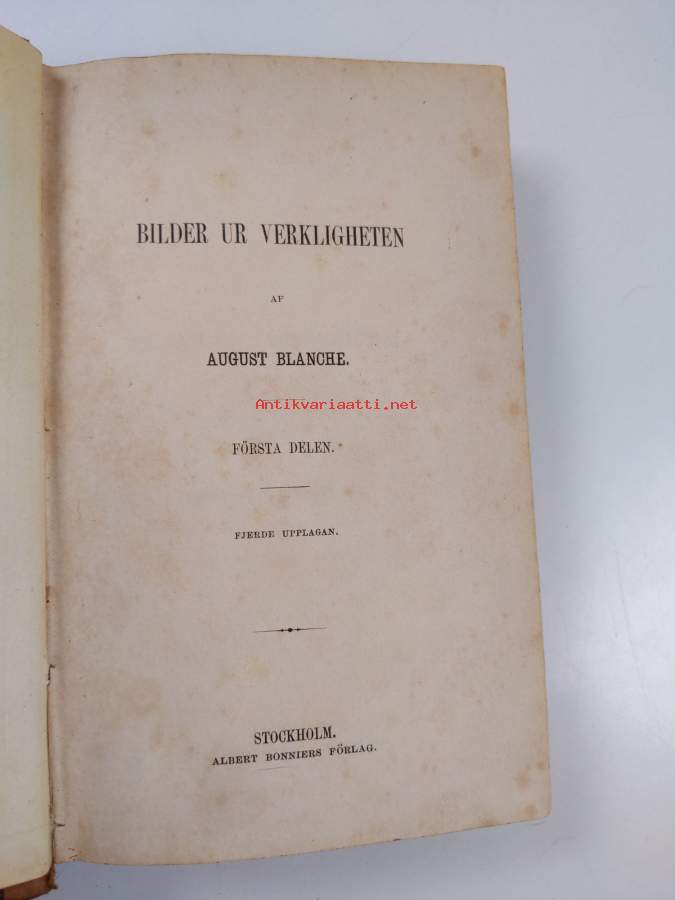 BILDER UR VERKLIGHETEN
AF
AUGUST BLANCHE.
Antikvariaatti.net
FÖRSTA DELEN.
FJERDE UPPLAGAN.
STOCKHOLM.
ALBERT BONNIERS FÖRLAG.